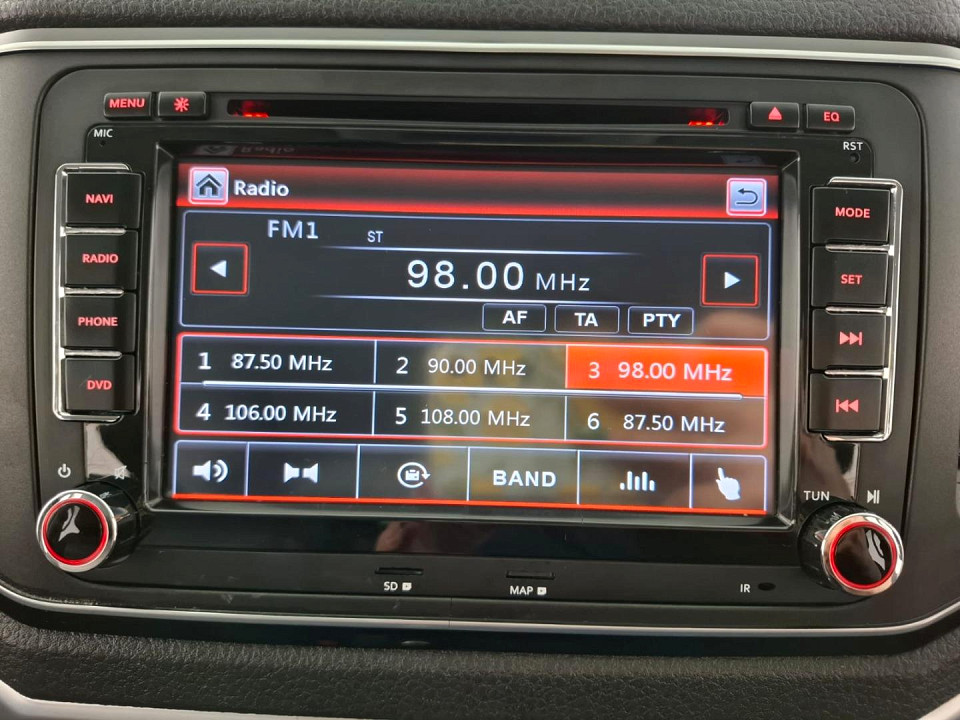 MENU
EQ
MIC
RST
NAVI
RADIO
PHONE
DVD
Radio
FM1
ST
98.00 MHz
AF TA PTY
1 87.50 MHz 2 90.00 MHz 3 98.00 MHz
4 106.00 MHz 5 108.00 MHz 6 87.50 MHz
BAND
MODE
SET
TUN
SD
MAP
IR